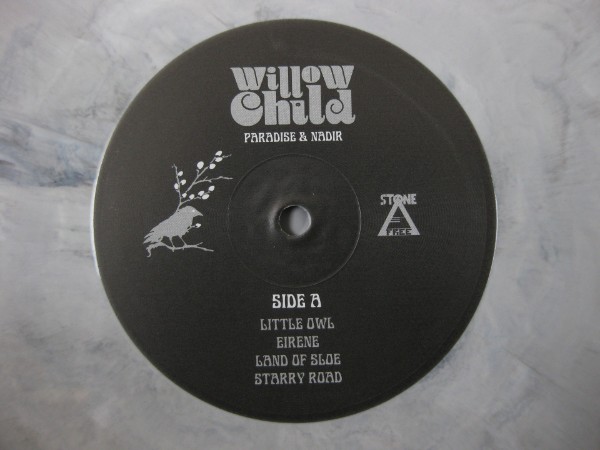 Willow
Child
PARADISE & NADIR
STONE
FREE
SIDE A
LITTLE OWL
EIRENE
LAND OF SLOE
STARRY ROAD